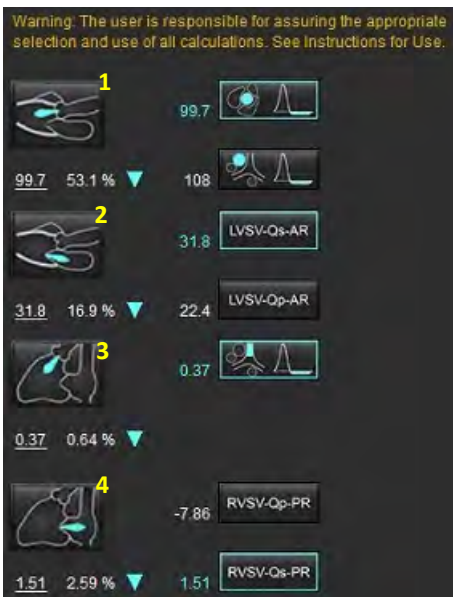 Warning: The user is responsible for assuring the appropriate
selection and use of all calculations. See Instructions for Use.
1
99.7
99.7 53.1 % 108
2
31.8 LVSV-Qs-AR
31.8 16.9 % 22.4 LVSV-Qp-AR
3
0.37
0.37 0.64 %
4
-7.86 RVSV-Qp-PR
1.51 2.59 % 1.51 RVSV-Qs-PR